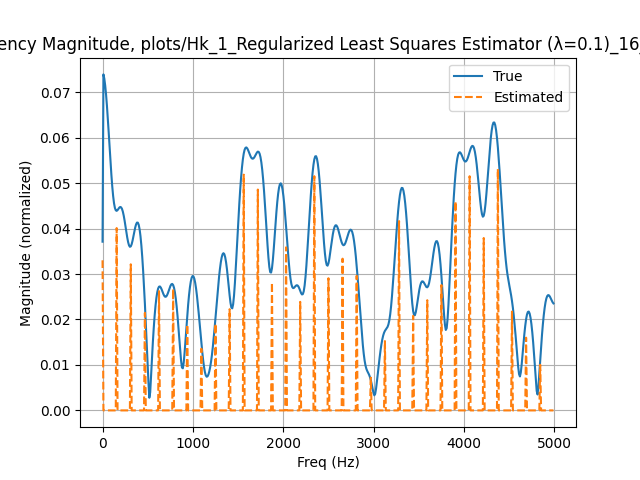 ency Magnitude, plots/Hk_1_Regularized Least Squares Estimator (λ=0.1)_16_
True
Estimated
Magnitude (normalized)
0.07
0.06
0.05
0.04
0.03
0.02
0.01
0.00
0 1000 2000 3000 4000 5000
Freq (Hz)